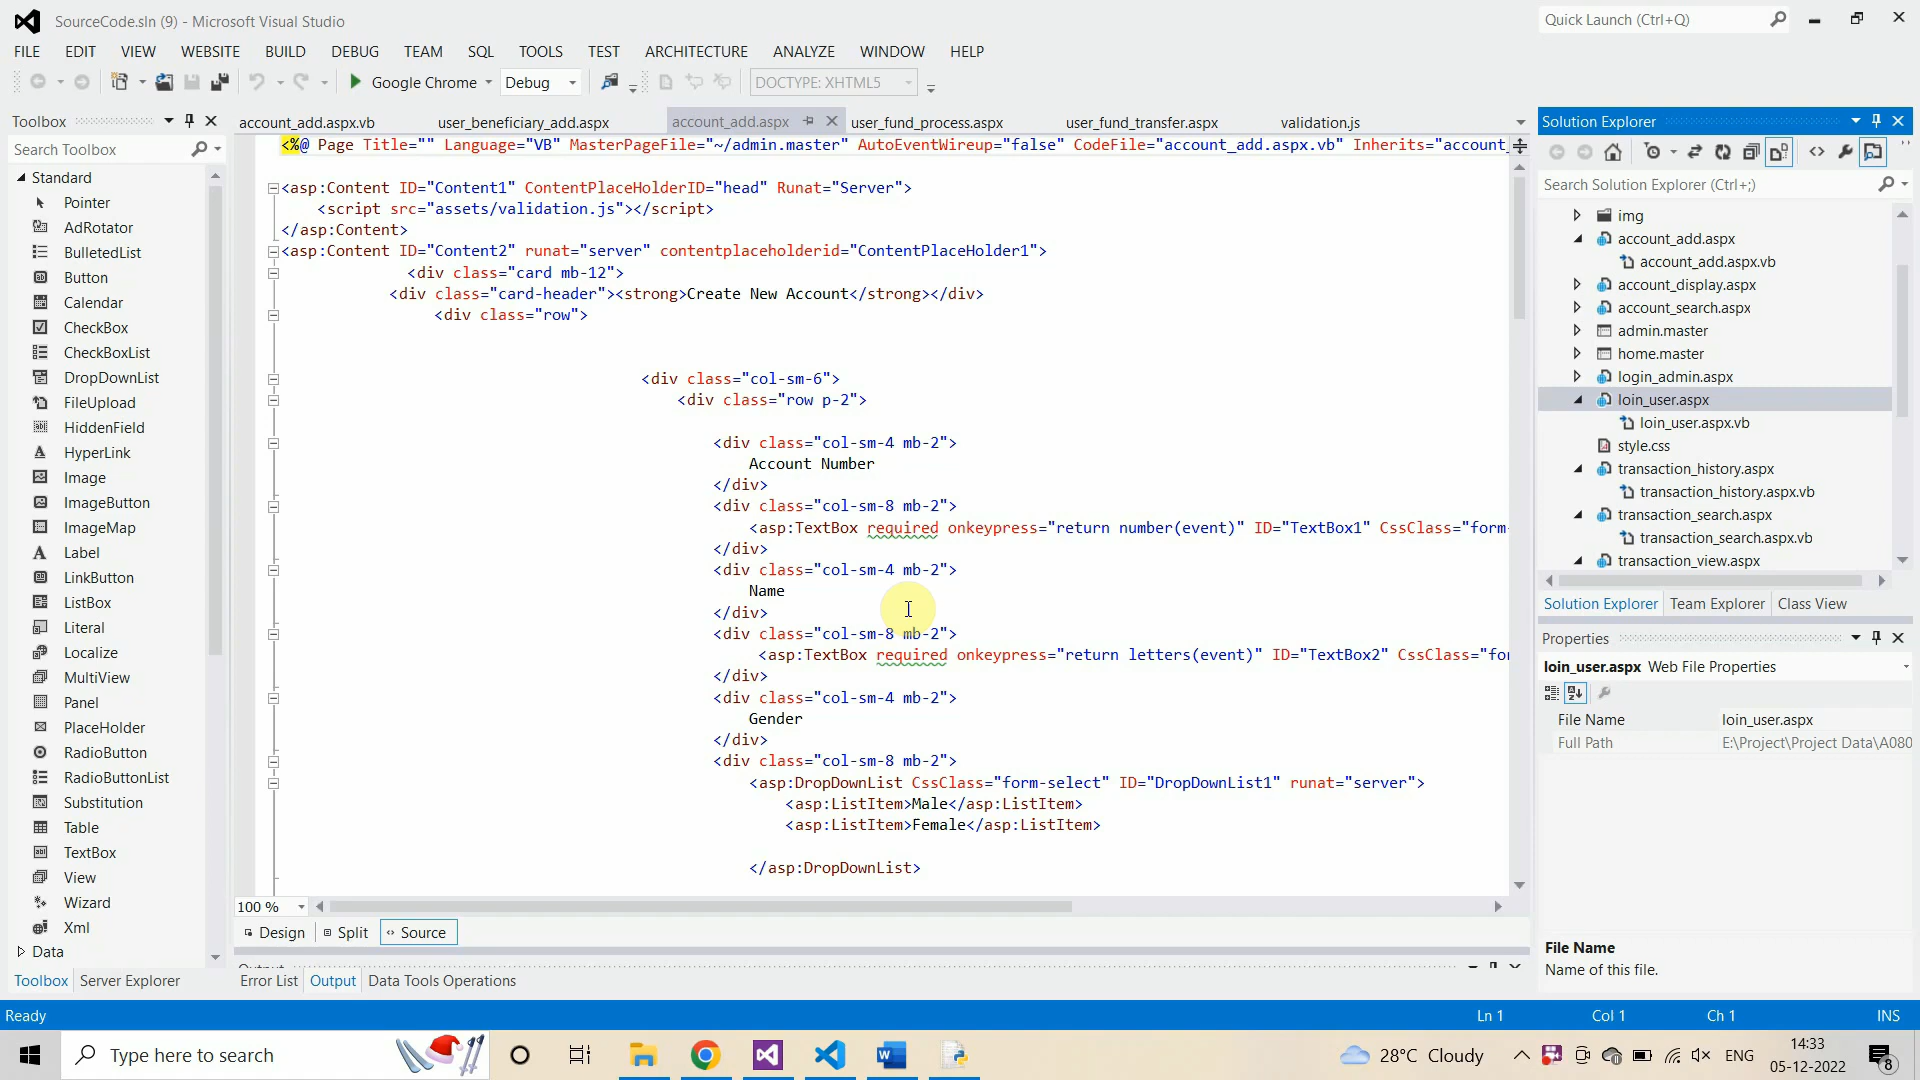 SourceCode.sln (9) - Microsoft Visual Studio
Quick Launch (Ctrl+Q)
FILE EDIT VIEW WEBSITE BUILD DEBUG TEAM SQL TOOLS TEST ARCHITECTURE ANALYZE WINDOW HELP
Google Chrome Debug DOCTYPE: XHTML5
Toolbox
Search Toolbox
Standard
Pointer
AdRotator
BulletedList
Button
Calendar
CheckBox
CheckBoxList
DropDownList
FileUpload
HiddenField
HyperLink
Image
ImageButton
ImageMap
Label
LinkButton
ListBox
Literal
Localize
MultiView
Panel
PlaceHolder
RadioButton
RadioButtonList
Substitution
Table
TextBox
View
Wizard
Xml
Data
Toolbox Server Explorer
account_add.aspx.vb user_beneficiary_add.aspx account_add.aspx user_fund_process.aspx user_fund_transfer.aspx validation.js
<%@ Page Title="" Language="VB" MasterPageFile="~/admin.master" AutoEventWireup="false" CodeFile="account_add.aspx.vb" Inherits="account_
<asp:Content ID="Content1" ContentPlaceHolderID="head" Runat="Server">
<script src="assets/validation.js"></script>
</asp:Content>
<asp:Content ID="Content2" runat="server" contentplaceholderid="ContentPlaceHolder1">
<div class="card mb-12">
<div class="card-header"><strong>Create New Account</strong></div>
<div class="row">
<div class="col-sm-6">
<div class="row p-2">
<div class="col-sm-4 mb-2">
Account Number
</div>
<div class="col-sm-8 mb-2">
<asp:TextBox required onkeypress="return number(event)" ID="TextBox1" CssClass="form-
</div>
<div class="col-sm-4 mb-2">
Name
</div>
<div class="col-sm-8 mb-2">
<asp:TextBox required onkeypress="return letters(event)" ID="TextBox2" CssClass="for
</div>
<div class="col-sm-4 mb-2">
Gender
</div>
<div class="col-sm-8 mb-2">
<asp:DropDownList CssClass="form-select" ID="DropDownList1" runat="server">
<asp:ListItem>Male</asp:ListItem>
<asp:ListItem>Female</asp:ListItem>
</asp:DropDownList>
100 %
Design Split Source
Error List Output Data Tools Operations
Solution Explorer
Search Solution Explorer (Ctrl+;)
img
account_add.aspx
account_add.aspx.vb
account_display.aspx
account_search.aspx
admin.master
home.master
login_admin.aspx
loin_user.aspx
loin_user.aspx.vb
style.css
transaction_history.aspx
transaction_history.aspx.vb
transaction_search.aspx
transaction_search.aspx.vb
transaction_view.aspx
Solution Explorer Team Explorer Class View
Properties
loin_user.aspx Web File Properties
File Name loin_user.aspx
Full Path E:\Project\Project Data\A080
File Name
Name of this file.
Ready Ln 1 Col 1 Ch 1 INS
Type here to search
28°C Cloudy
ENG
14:33
05-12-2022
8